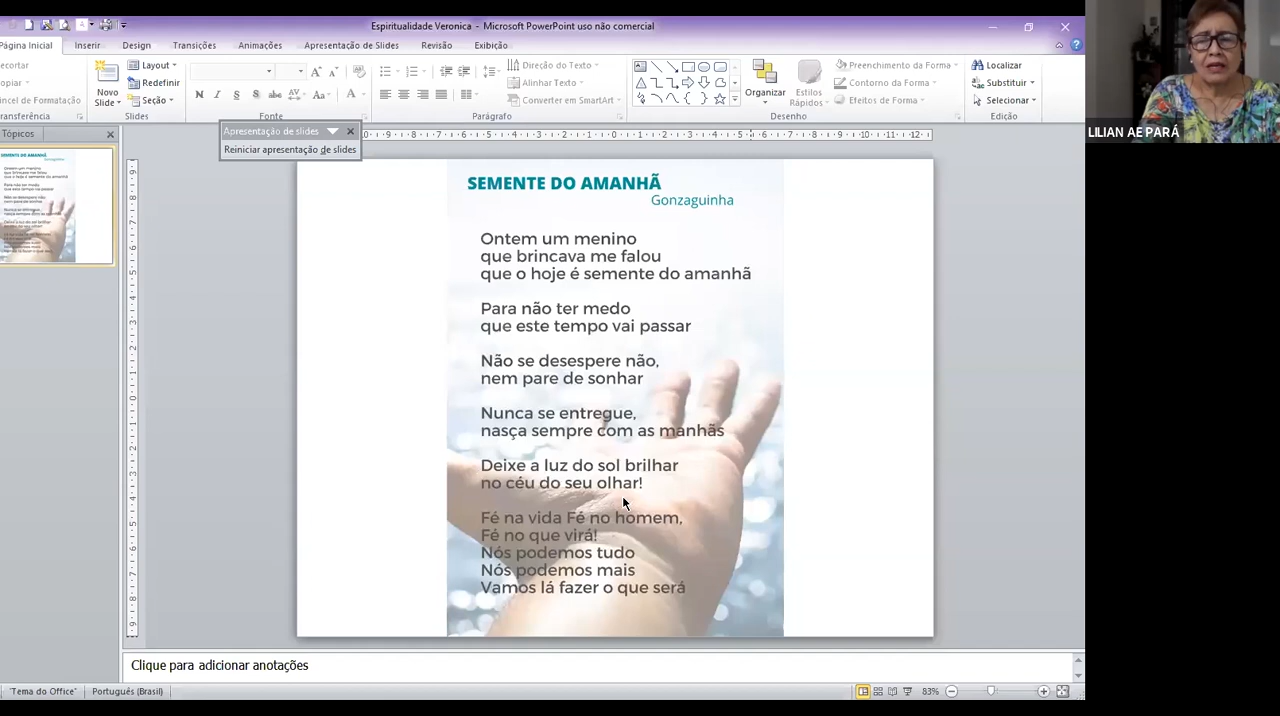 Espiritualidade Veronica - Microsoft PowerPoint uso não comercial
Página Inicial Inserir Design Transições Animações Apresentação de Slides Revisão Exibição
Layout
Redefinir
Seção
Novo
Slide
Slides
Fonte
Direção do Texto
Alinhar Texto
Converter em SmartArt
Parágrafo
Organizar
Estilos
Rápidos
Preenchimento da Forma
Contorno da Forma
Efeitos de Forma
Desenho
Localizar
Substituir
Selecionar
Edição
Tópicos
Apresentação de slides
Reiniciar apresentação de slides
SEMENTE DO AMANHÃ
Gonzaguinha
Ontem um menino
que brincava me falou
que o hoje é semente do amanhã
Para não ter medo
que este tempo vai passar
Não se desespere não,
nem pare de sonhar
Nunca se entregue,
nasça sempre com as manhãs
Deixe a luz do sol brilhar
no céu do seu olhar!
Fé na vida Fé no homem,
Fé no que virá!
Nós podemos tudo
Nós podemos mais
Vamos lá fazer o que será
Clique para adicionar anotações
"Tema do Office" Português (Brasil) 83%
LILIAN AE PARÁ